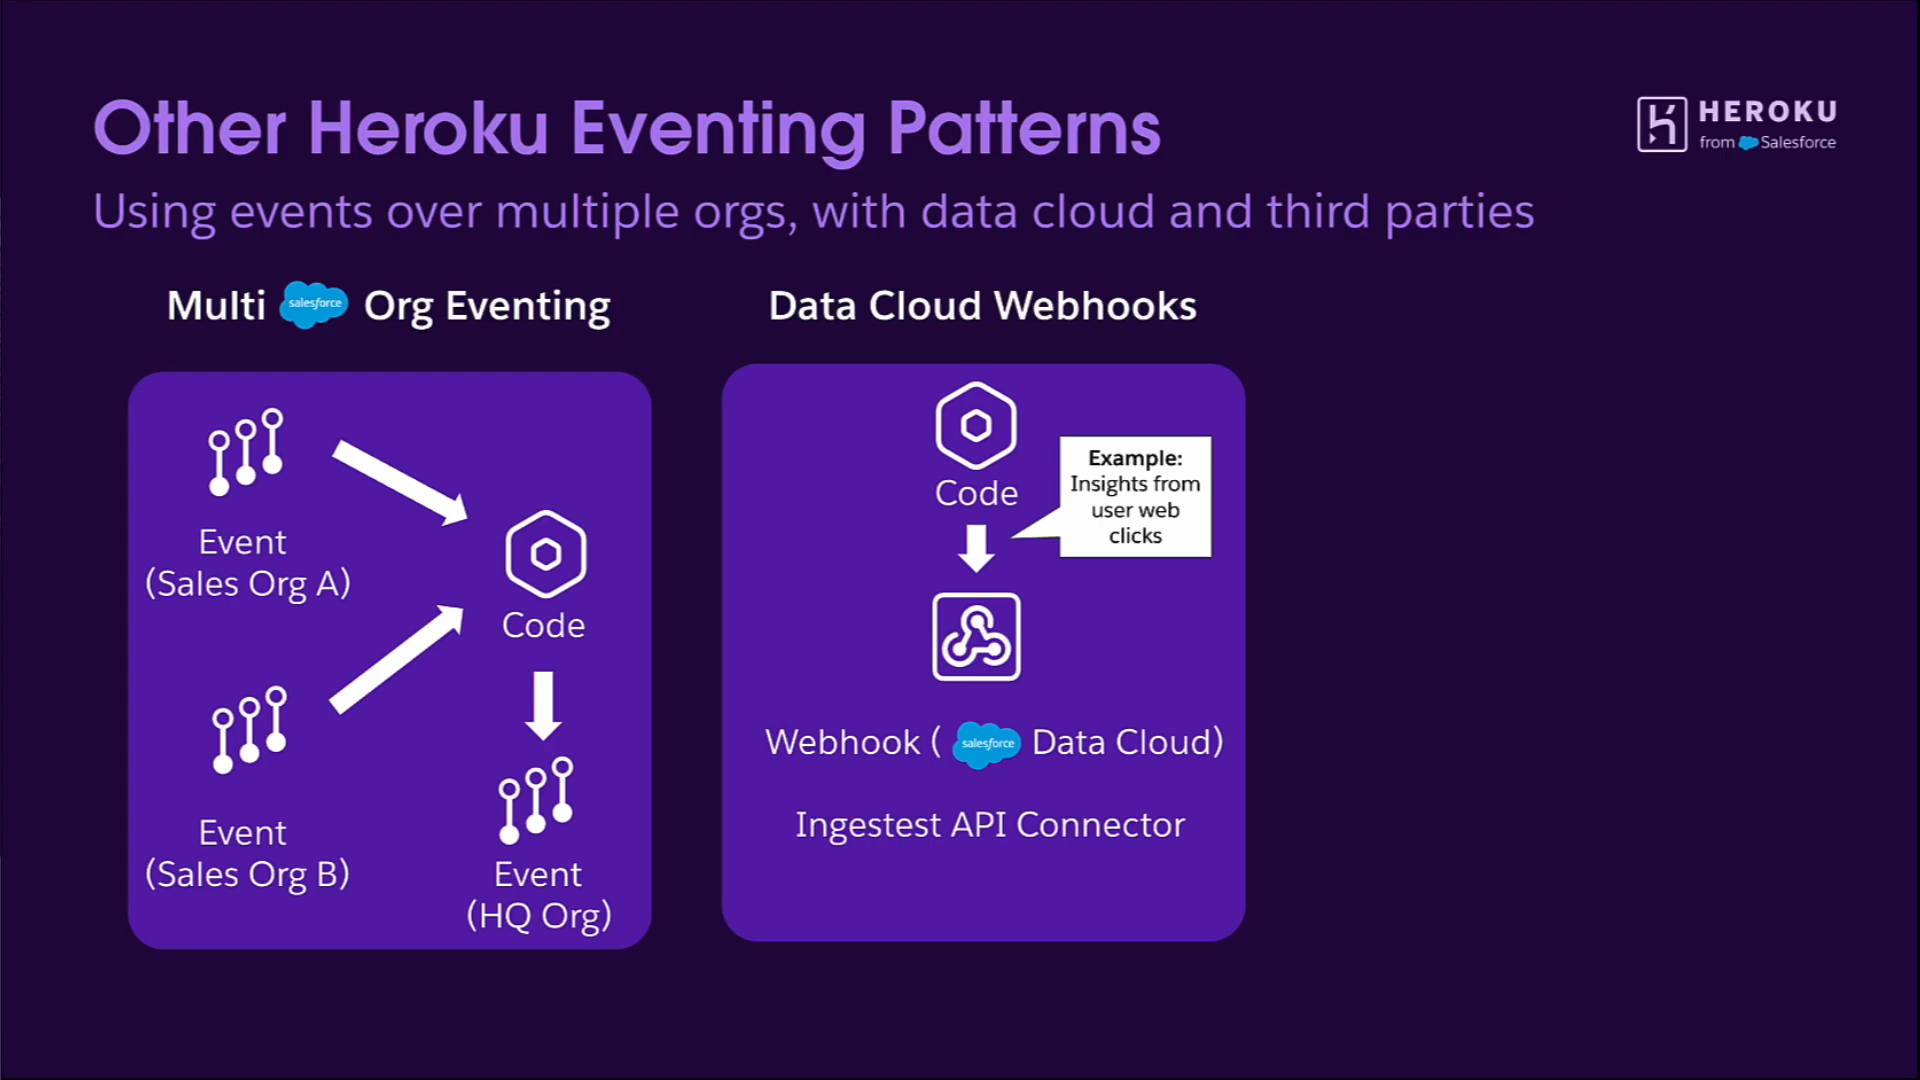 Other Heroku Eventing Patterns
HEROKU
from Salesforce
Using events over multiple orgs, with data cloud and third parties
Multi salesforce Org Eventing
Event
(Sales Org A)
Code
Event
(Sales Org B)
Event
(HQ Org)
Data Cloud Webhooks
Code
Example:
Insights from
user web
clicks
Webhook ( salesforce Data Cloud)
Ingestest API Connector